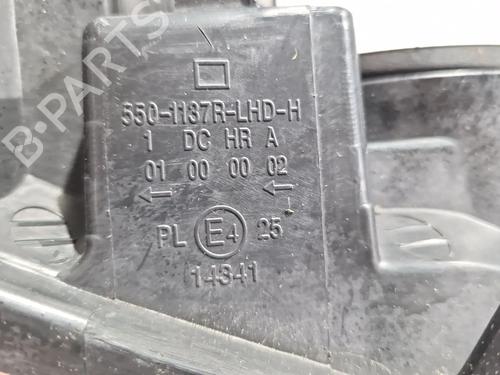 B-PARTS
550-1137R-LHD-H
1 DC HR A
01 00 00 02
← ←
PL E4 25
14341